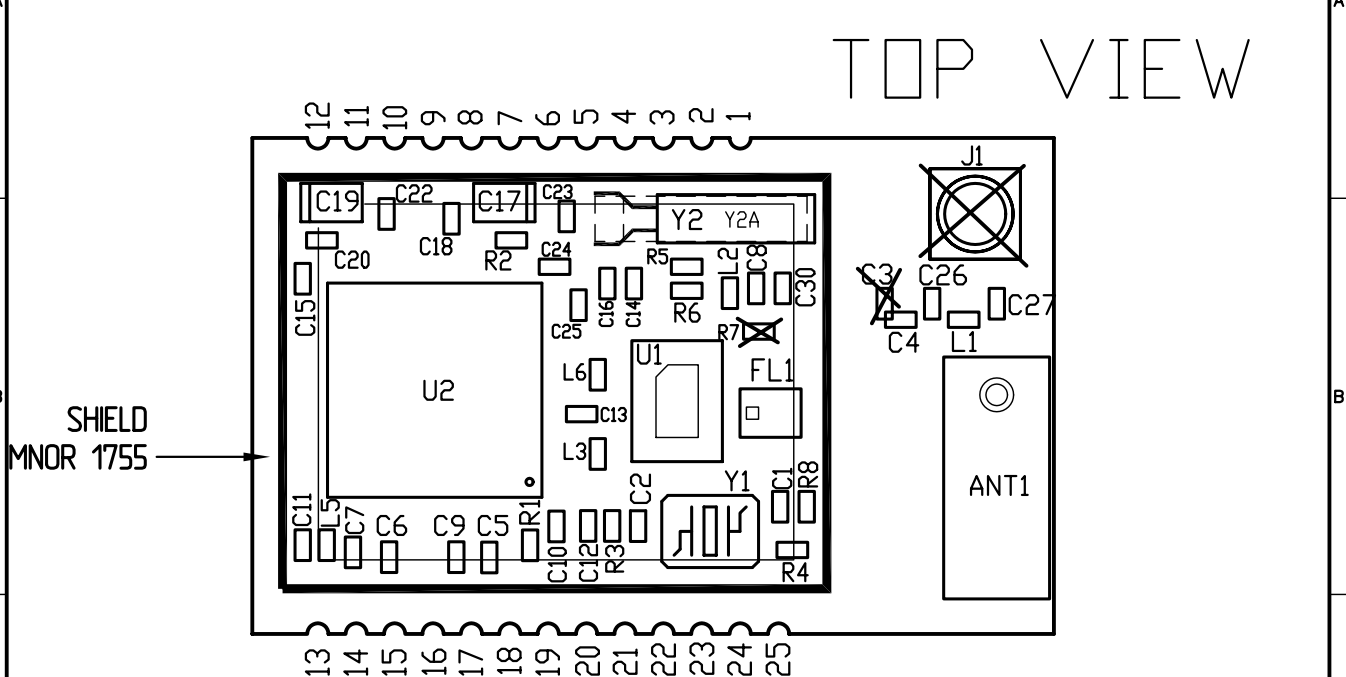 A
A
TOP VIEW
12 11 10 9 8 7 6 5 4 3 2 1
J1
C19 C22 C17 C23
Y2 Y2A
C18 R2 C24 R5 L2 C8
C20
C3 C26
C15 C16 C14 R6 C30
C27
C25 R7
C4 L1
U1
L6 FL1
U2
B
SHIELD
C13
MNOR 1755
L3
ANT1
C11 L5 C7 C6 C9 C5 R1 C2 Y1 C1 R8
C10 C12 R3 R4
13 14 15 16 17 18 19 20 21 22 23 24 25